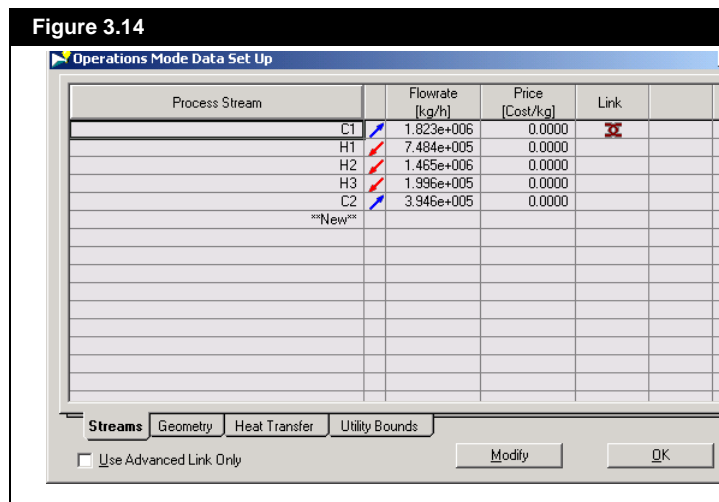 Figure 3.14
Operations Mode Data Set Up
Process Stream Flowrate [kg/h] Price [Cost/kg] Link
C1 1.823e+006 0.0000
H1 7.484e+005 0.0000
H2 1.465e+006 0.0000
H3 1.996e+005 0.0000
C2 3.946e+005 0.0000
**New**
Streams Geometry Heat Transfer Utility Bounds
Use Advanced Link Only Modify OK